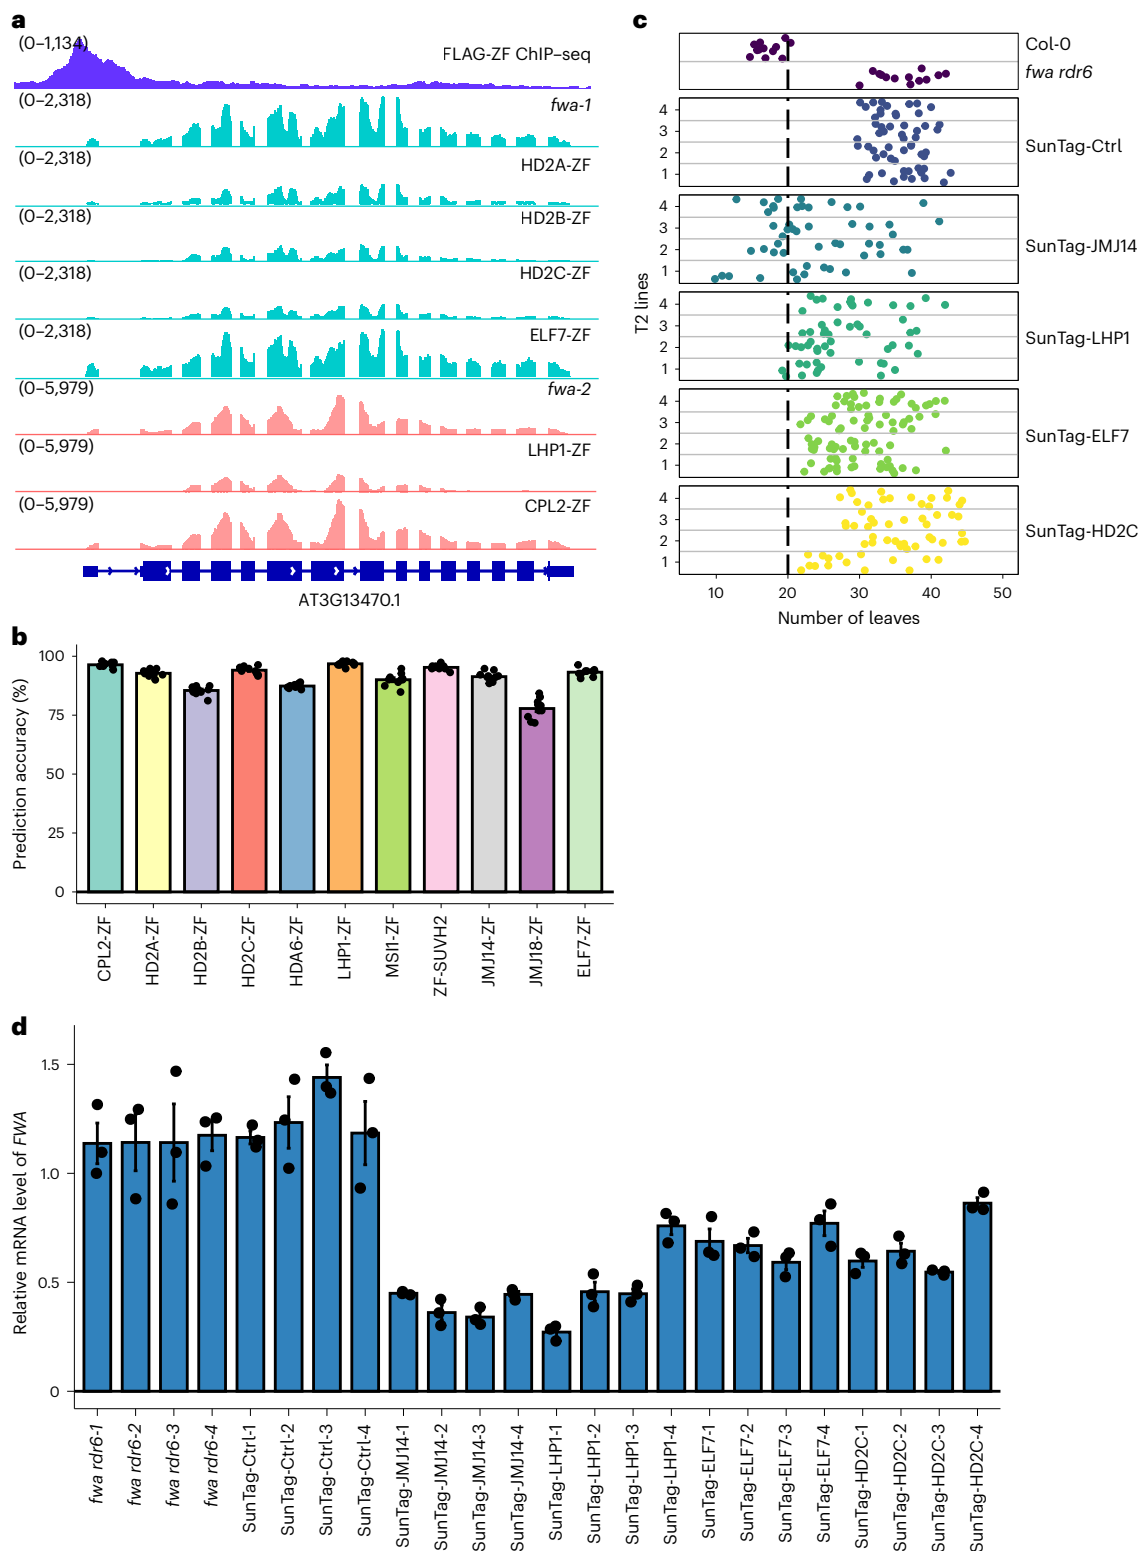 a
(0–1,134)
FLAG-ZF ChIP–seq
(0–2,318)
fwa-1
(0–2,318)
HD2A-ZF
(0–2,318)
HD2B-ZF
(0–2,318)
HD2C-ZF
(0–2,318)
ELF7-ZF
(0–5,979)
fwa-2
(0–5,979)
LHP1-ZF
(0–5,979)
CPL2-ZF
AT3G13470.1
b
Prediction accuracy (%)
100
75
50
25
0
CPL2-ZF
HD2A-ZF
HD2B-ZF
HD2C-ZF
HDA6-ZF
LHP1-ZF
MSI1-ZF
ZF-SUVH2
JMJ14-ZF
JMJ18-ZF
ELF7-ZF
c
T2 lines
Col-0
fwa rdr6
4
3
2
1
SunTag-Ctrl
4
3
2
1
SunTag-JMJ14
4
3
2
1
SunTag-LHP1
4
3
2
1
SunTag-ELF7
4
3
2
1
SunTag-HD2C
10 20 30 40 50
Number of leaves
d
Relative mRNA level of FWA
1.5
1.0
0.5
0
fwa rdr6-1
fwa rdr6-2
fwa rdr6-3
fwa rdr6-4
SunTag-Ctrl-1
SunTag-Ctrl-2
SunTag-Ctrl-3
SunTag-Ctrl-4
SunTag-JMJ14-1
SunTag-JMJ14-2
SunTag-JMJ14-3
SunTag-JMJ14-4
SunTag-LHP1-1
SunTag-LHP1-2
SunTag-LHP1-3
SunTag-LHP1-4
SunTag-ELF7-1
SunTag-ELF7-2
SunTag-ELF7-3
SunTag-ELF7-4
SunTag-HD2C-1
SunTag-HD2C-2
SunTag-HD2C-3
SunTag-HD2C-4